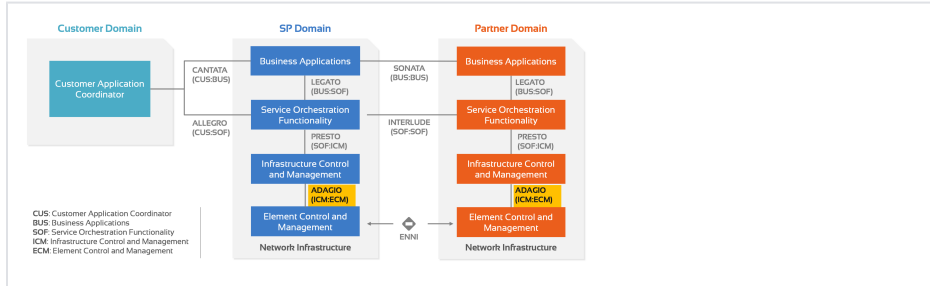 Customer Domain
SP Domain
Partner Domain
Customer Application
Coordinator
CANTATA
(CUS:BUS)
ALLEGRO
(CUS:SOF)
Business Applications
LEGATO
(BUS:SOF)
Service Orchestration
Functionality
PRESTO
(SOF:ICM)
Infrastructure Control
and Management
ADAGIO
(ICM:ECM)
Element Control and
Management
Network Infrastructure
SONATA
(BUS:BUS)
INTERLUDE
(SOF:SOF)
ENNI
Business Applications
LEGATO
(BUS:SOF)
Service Orchestration
Functionality
PRESTO
(SOF:ICM)
Infrastructure Control
and Management
ADAGIO
(ICM:ECM)
Element Control and
Management
Network Infrastructure
CUS: Customer Application Coordinator
BUS: Business Applications
SOF: Service Orchestration Functionality
ICM: Infrastructure Control and Management
ECM: Element Control and Management